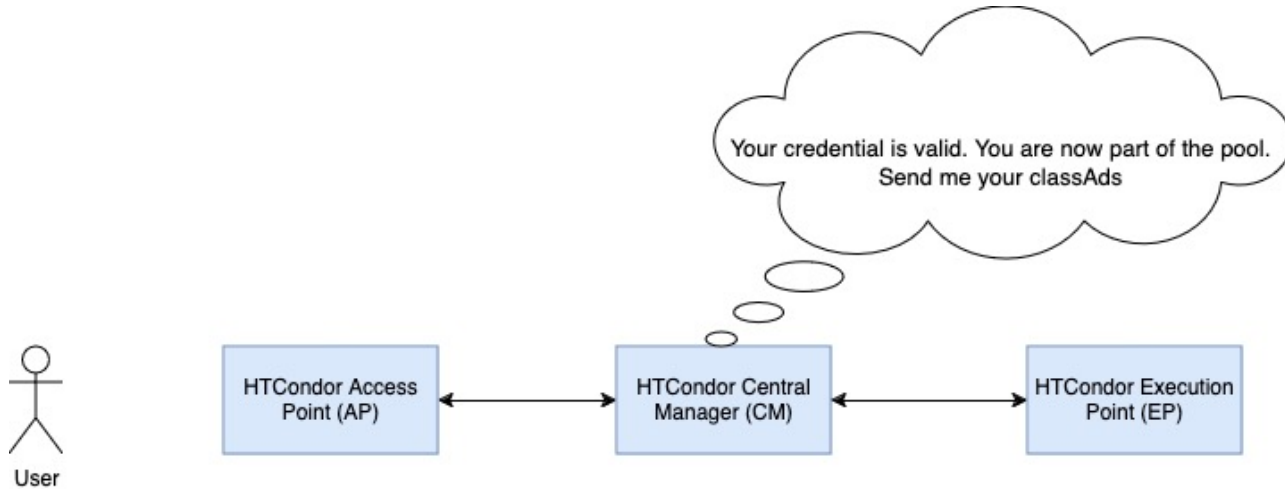 Your credential is valid. You are now part of the pool.
Send me your classAds
HTCondor Access
Point (AP)
HTCondor Central
Manager (CM)
HTCondor Execution
Point (EP)
User